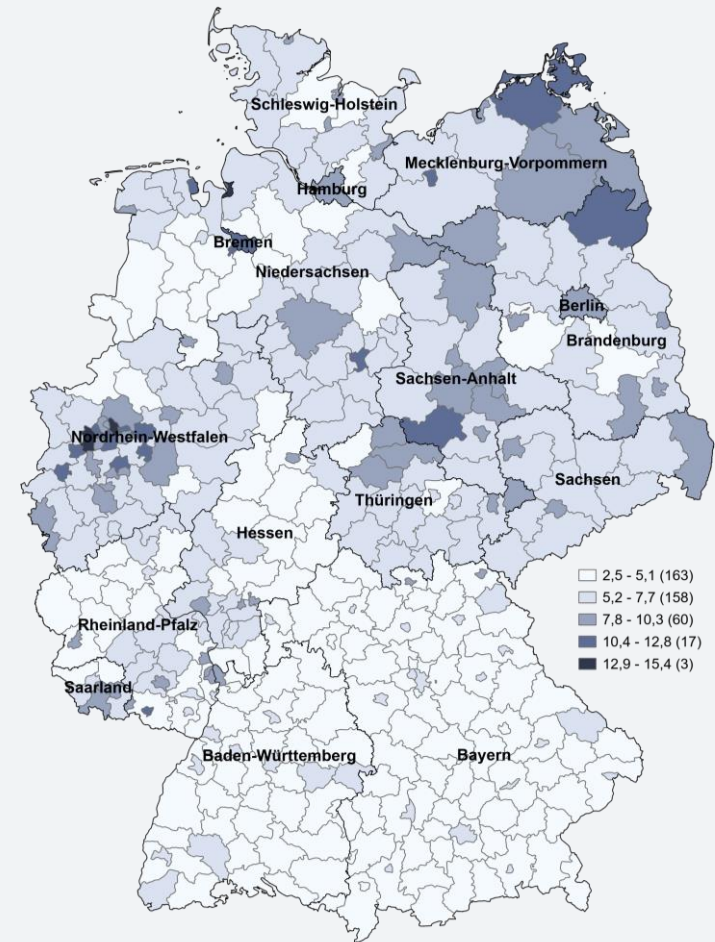 Schleswig-Holstein
Mecklenburg-Vorpommern
Hamburg
Bremen
Niedersachsen
Berlin
Brandenburg
Sachsen-Anhalt
Nordrhein-Westfalen
Sachsen
Thüringen
Hessen
2,5 - 5,1 (163)
5,2 - 7,7 (158)
7,8 - 10,3 (60)
10,4 - 12,8 (17)
12,9 - 15,4 (3)
Rheinland-Pfalz
Saarland
Baden-Württemberg
Bayern